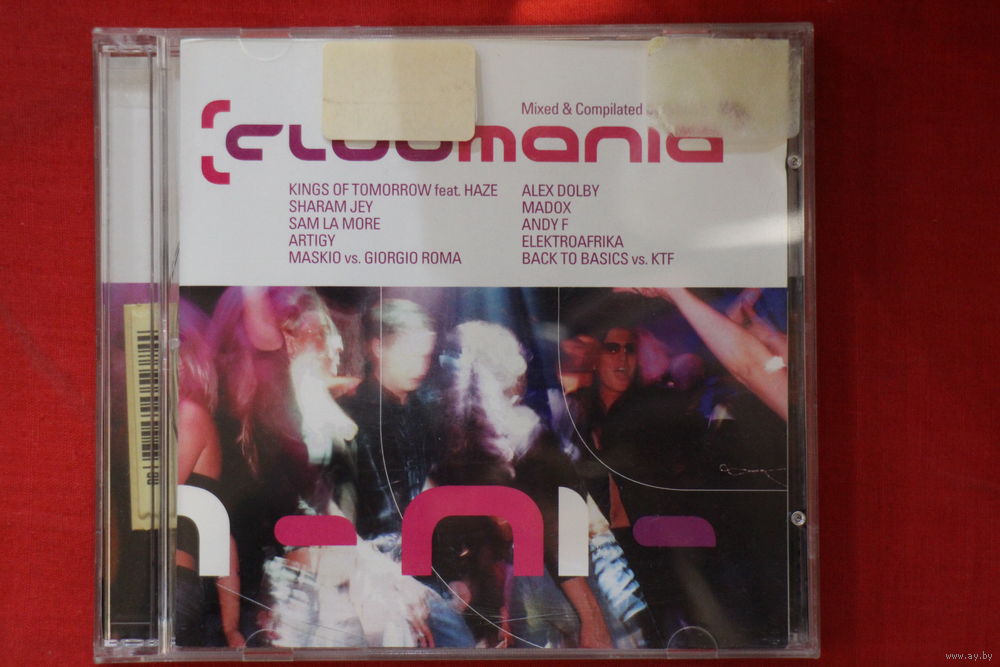 Mixed & Compilated
clubmania
KINGS OF TOMORROW feat. HAZE
SHARAM JEY
SAM LA MORE
ARTIGY
MASKIO vs. GIORGIO ROMA
ALEX DOLBY
MADOX
ANDY F
ELEKTROAFRIKA
BACK TO BASICS vs. KTF
www.ay.by